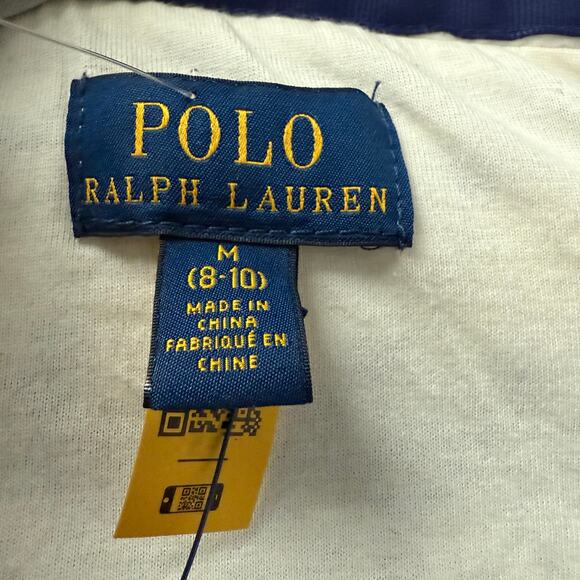 POLO
RALPH LAUREN
M
(8-10)
MADE IN
CHINA
FABRIQUÉ EN
CHINE